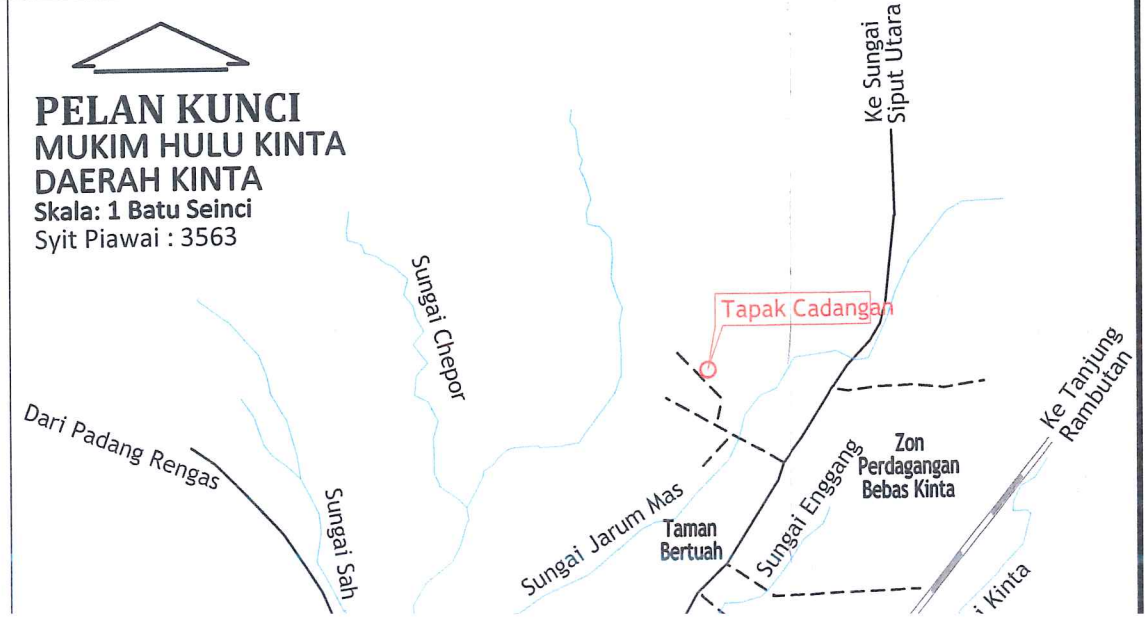 PELAN KUNCI
MUKIM HULU KINTA
DAERAH KINTA
Skala: 1 Batu Seinci
Syit Piawai : 3563
Ke Sungai
Siput Utara
Sungai Chepor
Tapak Cadangan
Ke Tanjung
Rambutan
Dari Padang Rengas
Zon
Perdagangan
Bebas Kinta
Sungai Enggang
Sungai Sah
Sungai Jarum Mas
Taman
Bertuah
i Kinta